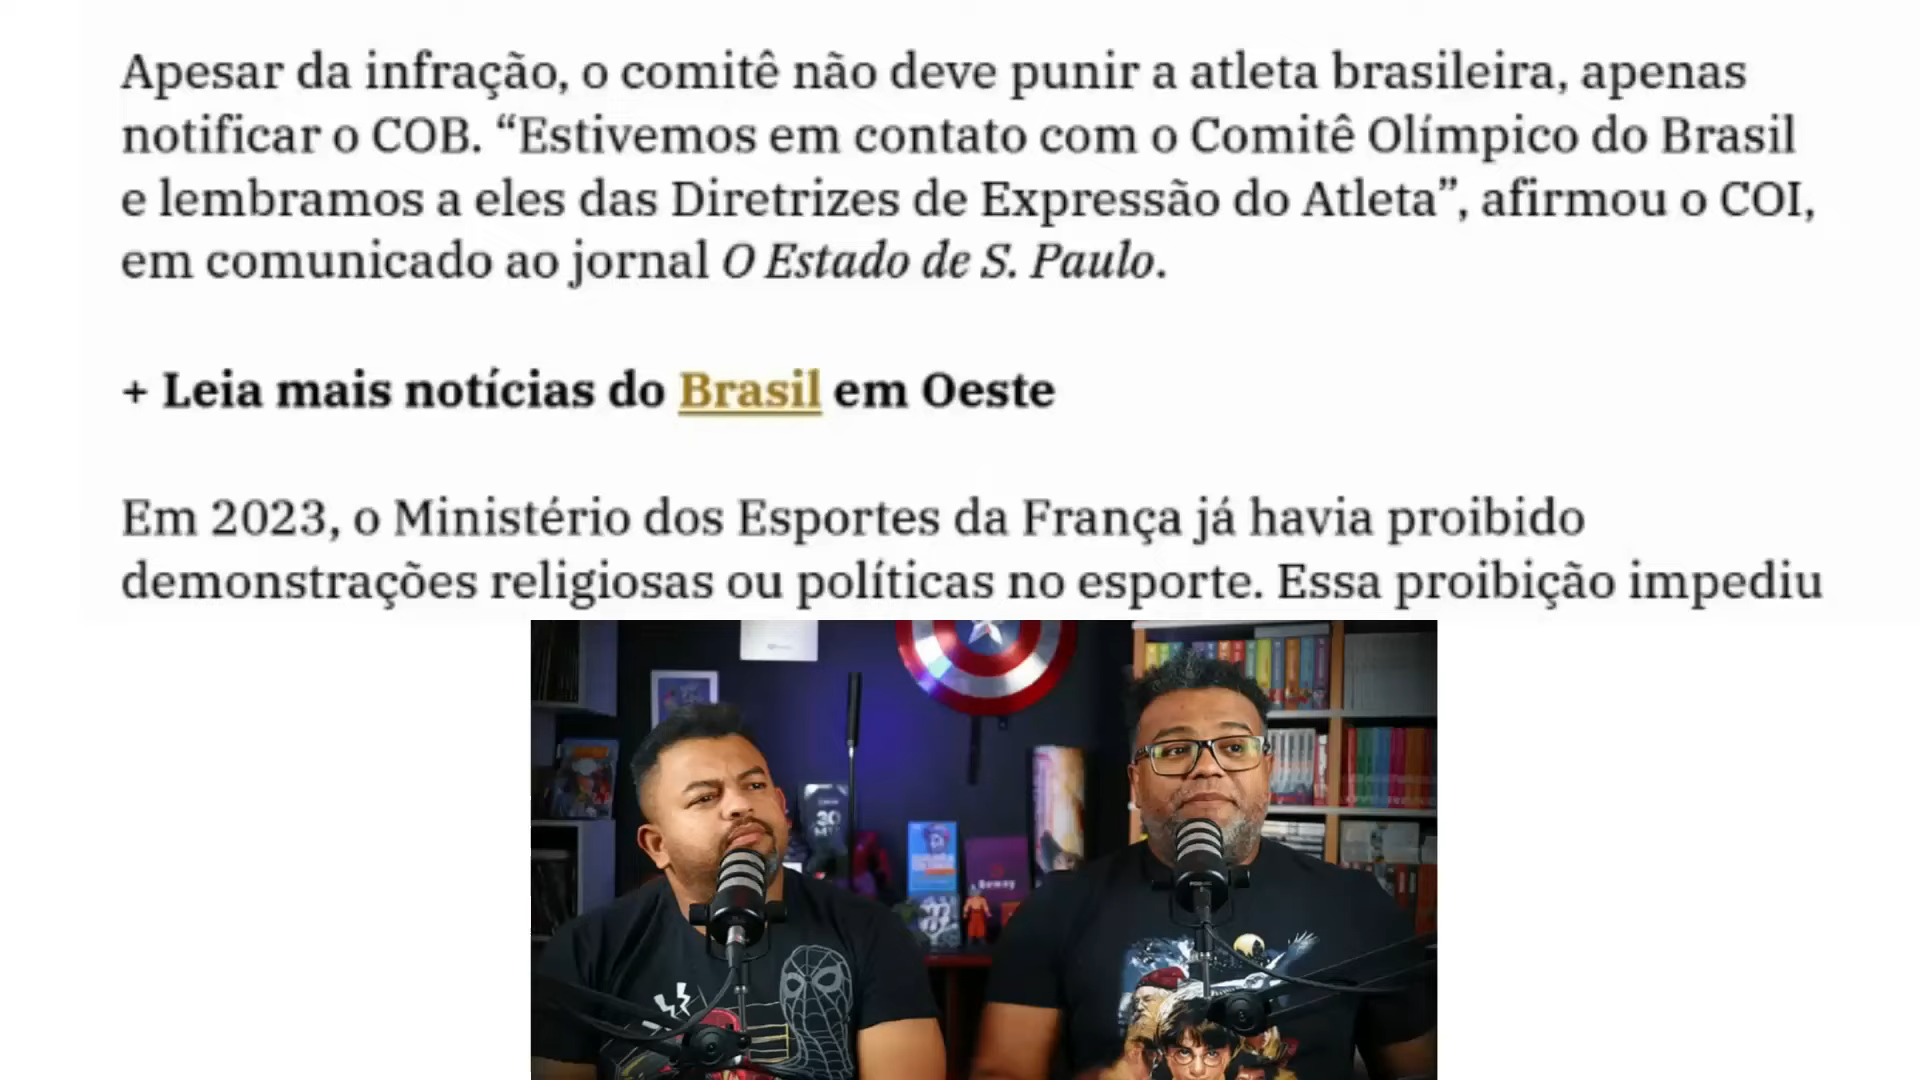 Apesar da infração, o comitê não deve punir a atleta brasileira, apenas
notificar o COB. “Estivemos em contato com o Comitê Olímpico do Brasil
e lembramos a eles das Diretrizes de Expressão do Atleta”, afirmou o COI,
em comunicado ao jornal O Estado de S. Paulo.
+ Leia mais notícias do Brasil em Oeste
Em 2023, o Ministério dos Esportes da França já havia proibido
demonstrações religiosas ou políticas no esporte. Essa proibição impediu
30